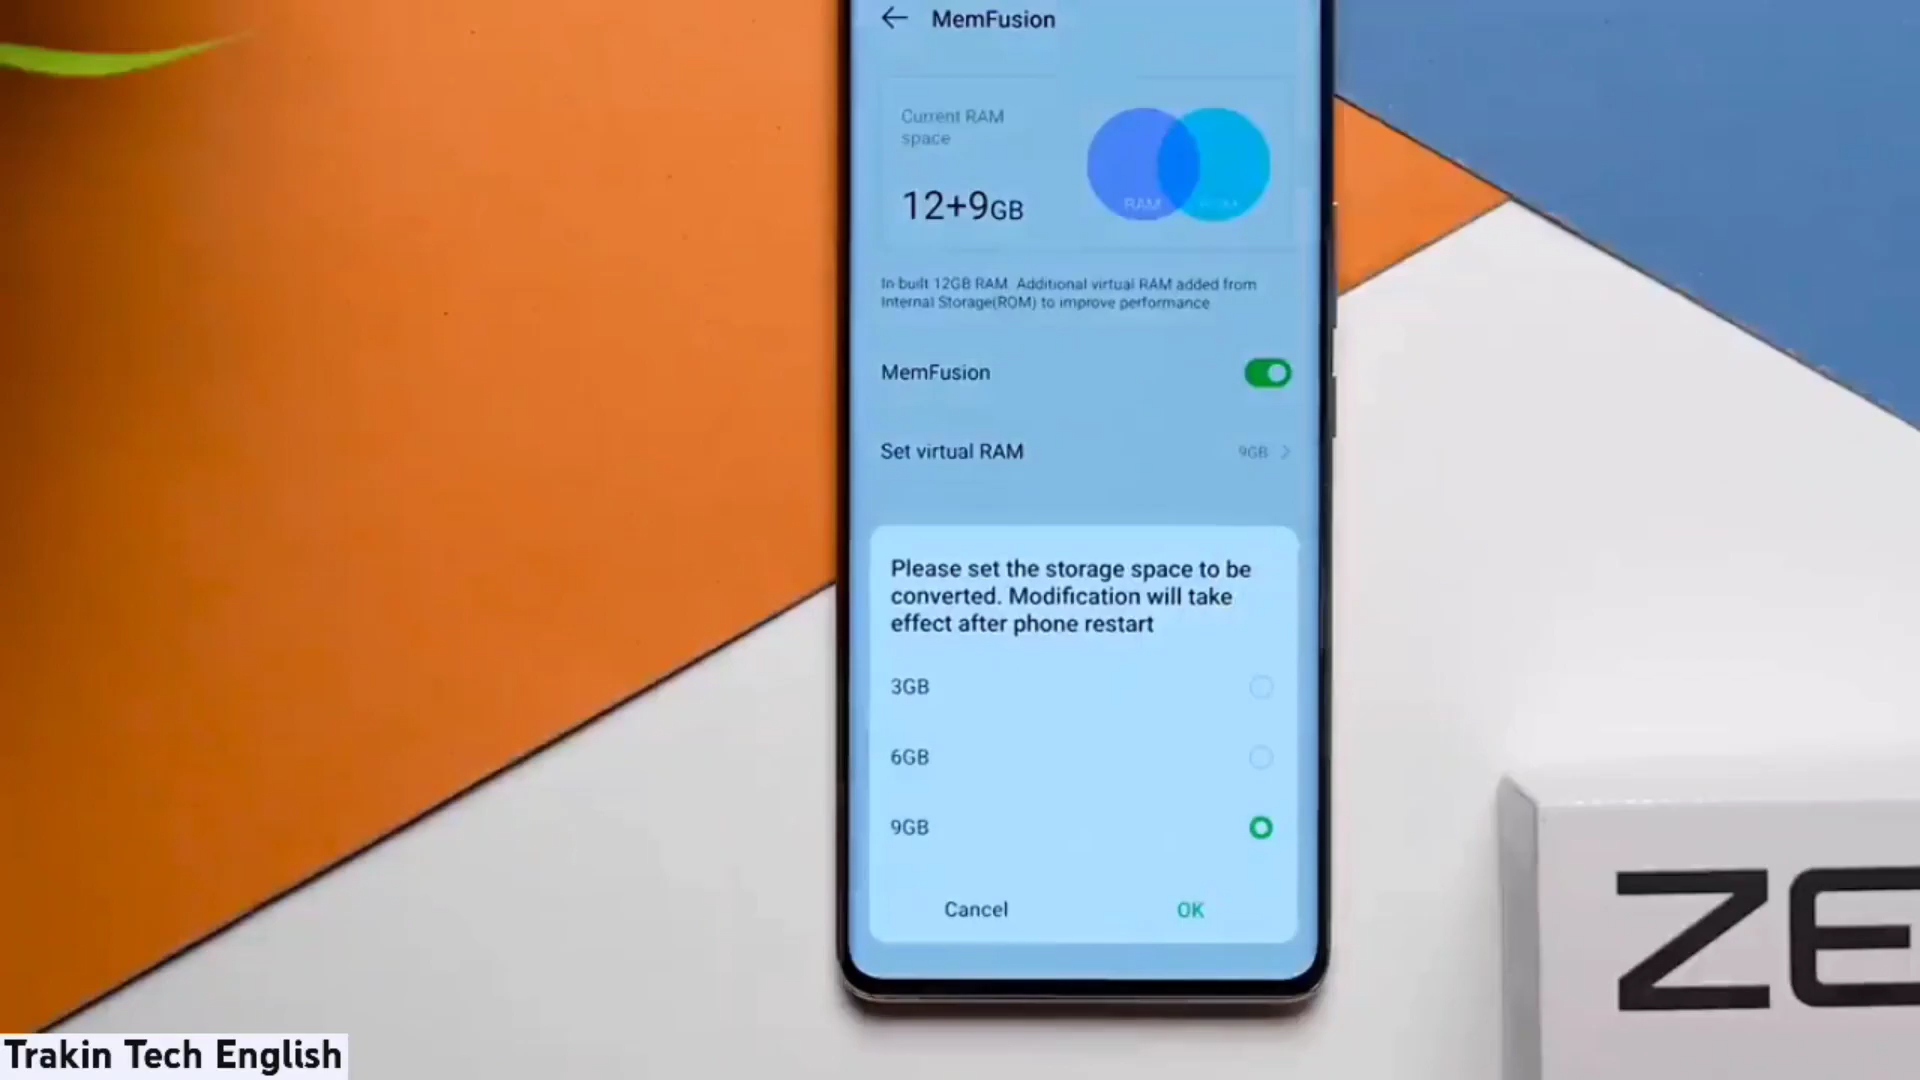 MemFusion
Current RAM
space
12+9GB
RAM
In-built 12GB RAM. Additional virtual RAM added from
Internal Storage(ROM) to improve performance
MemFusion
Set virtual RAM
9GB
Please set the storage space to be
converted. Modification will take
effect after phone restart
3GB
6GB
9GB
Cancel
OK
ZE
Trakin Tech English